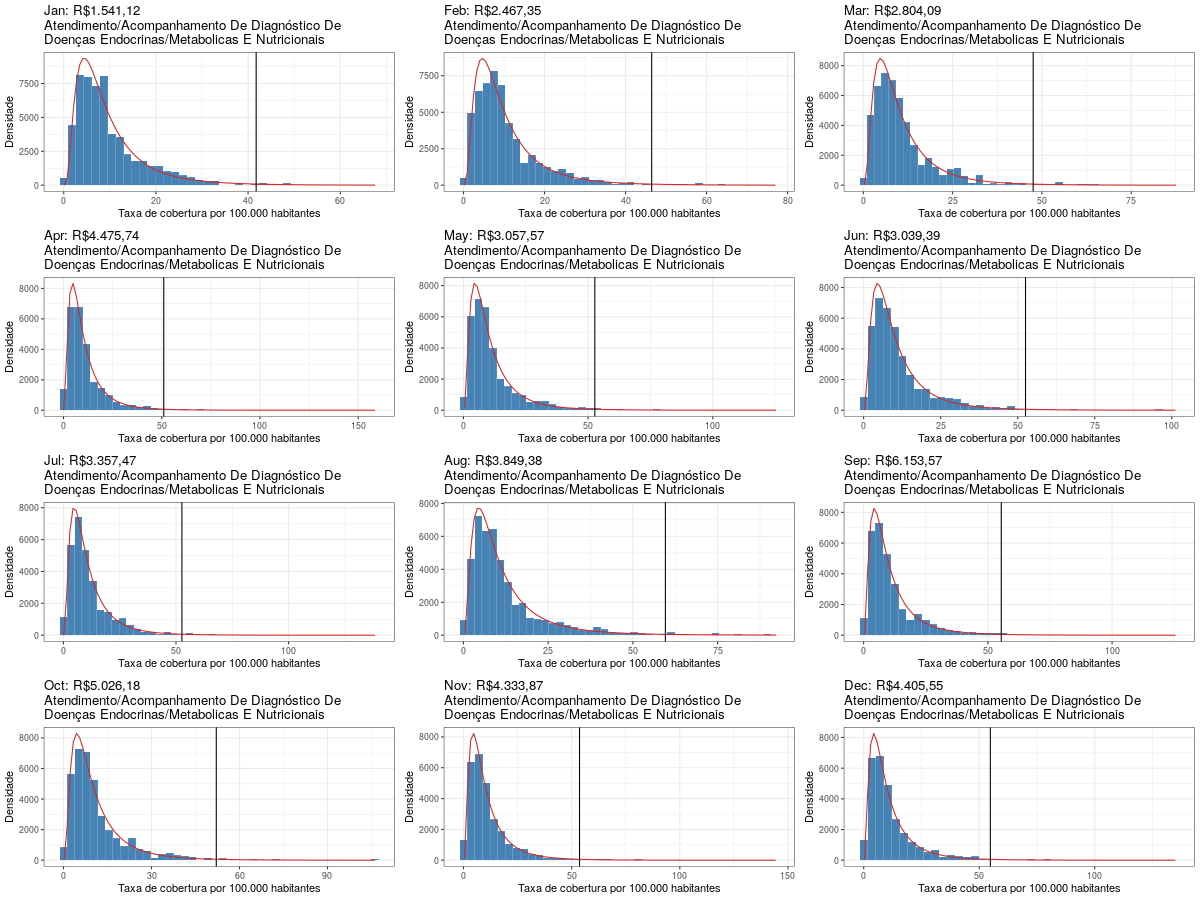 Jan: R$1.541,12
Atendimento/Acompanhamento De Diagnóstico De
Doenças Endocrinas/Metabolicas E Nutricionais
Densidade
7500
5000
2500
0
0
20
40
60
Taxa de cobertura por 100.000 habitantes
Feb: R$2.467,35
Atendimento/Acompanhamento De Diagnóstico De
Doenças Endocrinas/Metabolicas E Nutricionais
Densidade
7500
5000
2500
0
0
20
40
60
80
Taxa de cobertura por 100.000 habitantes
Mar: R$2.804,09
Atendimento/Acompanhamento De Diagnóstico De
Doenças Endocrinas/Metabolicas E Nutricionais
Densidade
8000
6000
4000
2000
0
0
25
50
75
Taxa de cobertura por 100.000 habitantes
Apr: R$4.475,74
Atendimento/Acompanhamento De Diagnóstico De
Doenças Endocrinas/Metabolicas E Nutricionais
Densidade
8000
6000
4000
2000
0
0
50
100
150
Taxa de cobertura por 100.000 habitantes
May: R$3.057,57
Atendimento/Acompanhamento De Diagnóstico De
Doenças Endocrinas/Metabolicas E Nutricionais
Densidade
8000
6000
4000
2000
0
0
50
100
Taxa de cobertura por 100.000 habitantes
Jun: R$3.039,39
Atendimento/Acompanhamento De Diagnóstico De
Doenças Endocrinas/Metabolicas E Nutricionais
Densidade
8000
6000
4000
2000
0
0
25
50
75
100
Taxa de cobertura por 100.000 habitantes
Jul: R$3.357,47
Atendimento/Acompanhamento De Diagnóstico De
Doenças Endocrinas/Metabolicas E Nutricionais
Densidade
8000
6000
4000
2000
0
0
50
100
Taxa de cobertura por 100.000 habitantes
Aug: R$3.849,38
Atendimento/Acompanhamento De Diagnóstico De
Doenças Endocrinas/Metabolicas E Nutricionais
Densidade
8000
6000
4000
2000
0
0
25
50
75
Taxa de cobertura por 100.000 habitantes
Sep: R$6.153,57
Atendimento/Acompanhamento De Diagnóstico De
Doenças Endocrinas/Metabolicas E Nutricionais
Densidade
8000
6000
4000
2000
0
0
50
100
Taxa de cobertura por 100.000 habitantes
Oct: R$5.026,18
Atendimento/Acompanhamento De Diagnóstico De
Doenças Endocrinas/Metabolicas E Nutricionais
Densidade
8000
6000
4000
2000
0
0
30
60
90
Taxa de cobertura por 100.000 habitantes
Nov: R$4.333,87
Atendimento/Acompanhamento De Diagnóstico De
Doenças Endocrinas/Metabolicas E Nutricionais
Densidade
8000
6000
4000
2000
0
0
50
100
150
Taxa de cobertura por 100.000 habitantes
Dec: R$4.405,55
Atendimento/Acompanhamento De Diagnóstico De
Doenças Endocrinas/Metabolicas E Nutricionais
Densidade
8000
6000
4000
2000
0
0
50
100
Taxa de cobertura por 100.000 habitantes